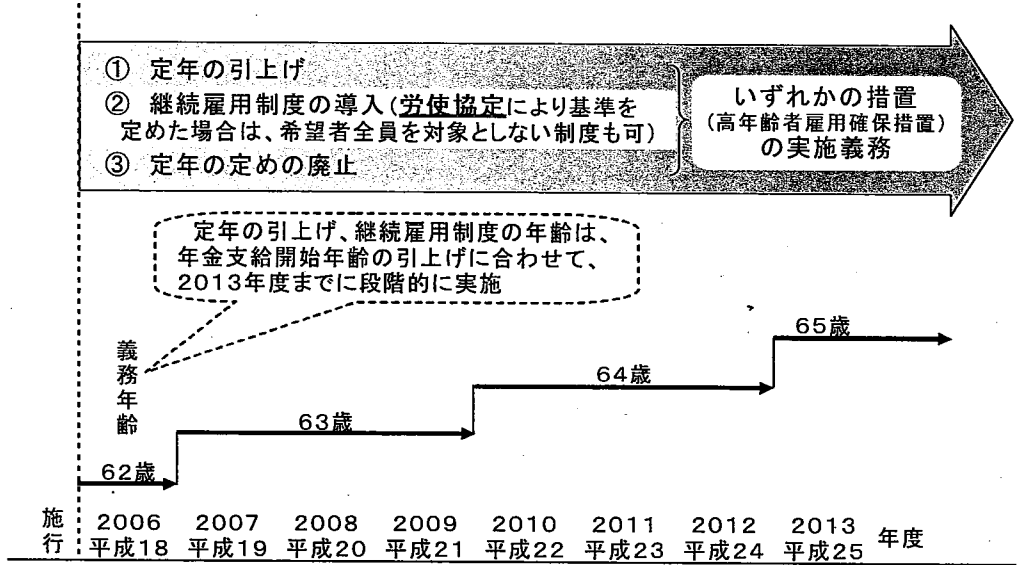 ① 定年の引上げ
② 継続雇用制度の導入(労使協定により基準を
定めた場合は、希望者全員を対象としない制度も可)
③ 定年の定めの廃止
いずれかの措置
(高年齢者雇用確保措置)
の実施義務
定年の引上げ、継続雇用制度の年齢は、
年金支給開始年齢の引上げに合わせて、
2013年度までに段階的に実施
義務年齢
62歳
63歳
64歳
65歳
施行
2006 2007 2008 2009 2010 2011 2012 2013
平成18 平成19 平成20 平成21 平成22 平成23 平成24 平成25
年度